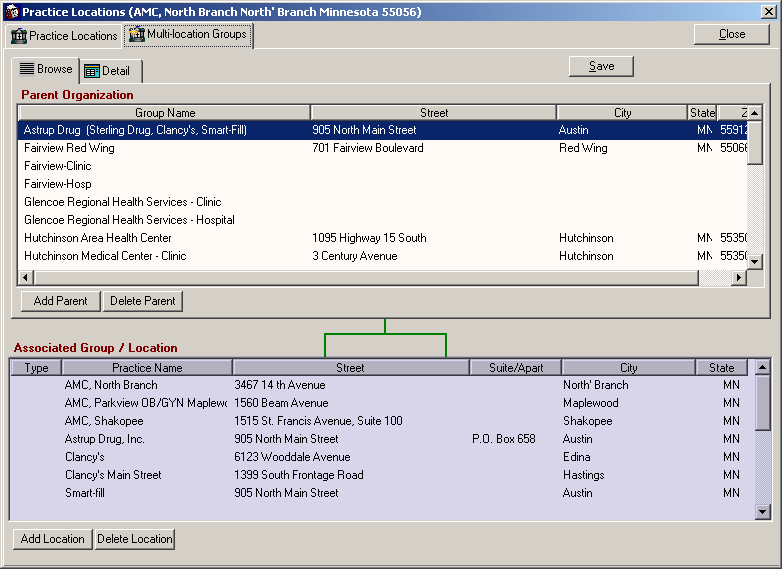 Practice Locations (AMC, North Branch North' Branch Minnesota 55056)
Practice Locations Multi-location Groups Close
Browse Detail Save
Parent Organization
Group Name Street City State Z
Astrup Drug (Sterling Drug, Clancy's, Smart-Fill) 905 North Main Street Austin MN 55912
Fairview Red Wing 701 Fairview Boulevard Red Wing MN 55066
Fairview-Clinic
Fairview-Hosp
Glencoe Regional Health Services - Clinic
Glencoe Regional Health Services - Hospital
Hutchinson Area Health Center 1095 Highway 15 South Hutchinson MN 55350
Hutchinson Medical Center - Clinic 3 Century Avenue Hutchinson MN 55350
Add Parent Delete Parent
Associated Group / Location
Type Practice Name Street Suite/Apart City State
AMC, North Branch 3467 14 th Avenue North' Branch MN
AMC, Parkview OB/GYN Maplewo 1560 Beam Avenue Maplewood MN
AMC, Shakopee 1515 St. Francis Avenue, Suite 100 Shakopee MN
Astrup Drug, Inc. 905 North Main Street P.O. Box 658 Austin MN
Clancy's 6123 Wooddale Avenue Edina MN
Clancy's Main Street 1399 South Frontage Road Hastings MN
Smart-fill 905 North Main Street Austin MN
Add Location Delete Location